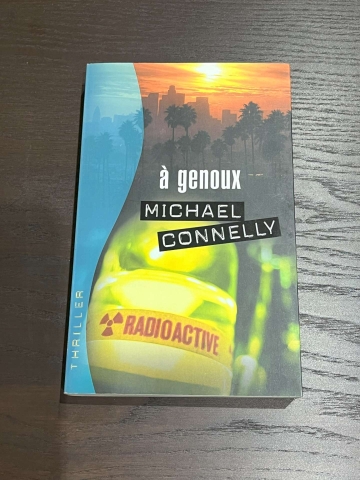 à genoux
MICHAEL
CONNELLY
RADIOACTIVE
THRILLER